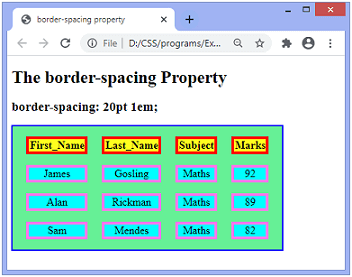 border-spacing property
File
D:/CSS/programs/Ex...
The border-spacing Property
border-spacing: 20pt 1em;
First_Name Last_Name Subject Marks
James Gosling Maths 92
Alan Rickman Maths 89
Sam Mendes Maths 82